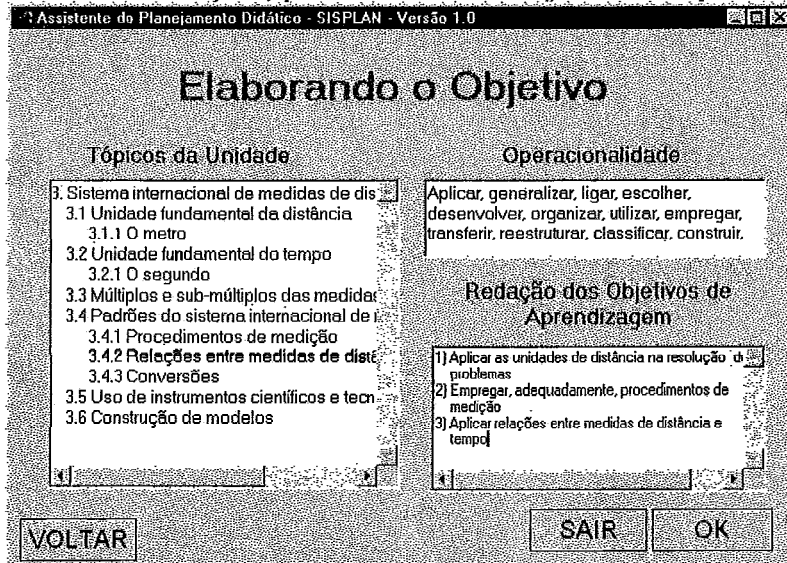 Assistente do Planejamento Didático - SISPLAN - Versão 1.0
Elaborando o Objetivo
Tópicos da Unidade
3. Sistema internacional de medidas de dis
3.1 Unidade fundamental da distância
3.1.1 O metro
3.2 Unidade fundamental do tempo
3.2.1 O segundo
3.3 Múltiplos e sub-múltiplos das medidas
3.4 Padrões do sistema internacional de
3.4.1 Procedimentos de medição
3.4.2 Relações entre medidas de distâ
3.4.3 Conversões
3.5 Uso de instrumentos científicos e tecn
3.6 Construção de modelos
Operacionalidade
Aplicar, generalizar, ligar, escolher,
desenvolver, organizar, utilizar, empregar,
transferir, reestruturar, classificar, construir,
Redação dos Objetivos de
Aprendizagem
1) Aplicar as unidades de distância na resolução
problemas
2) Empregar, adequadamente, procedimentos de
medição
3) Aplicar relações entre medidas de distância e
tempo
VOLTAR
SAIR
OK